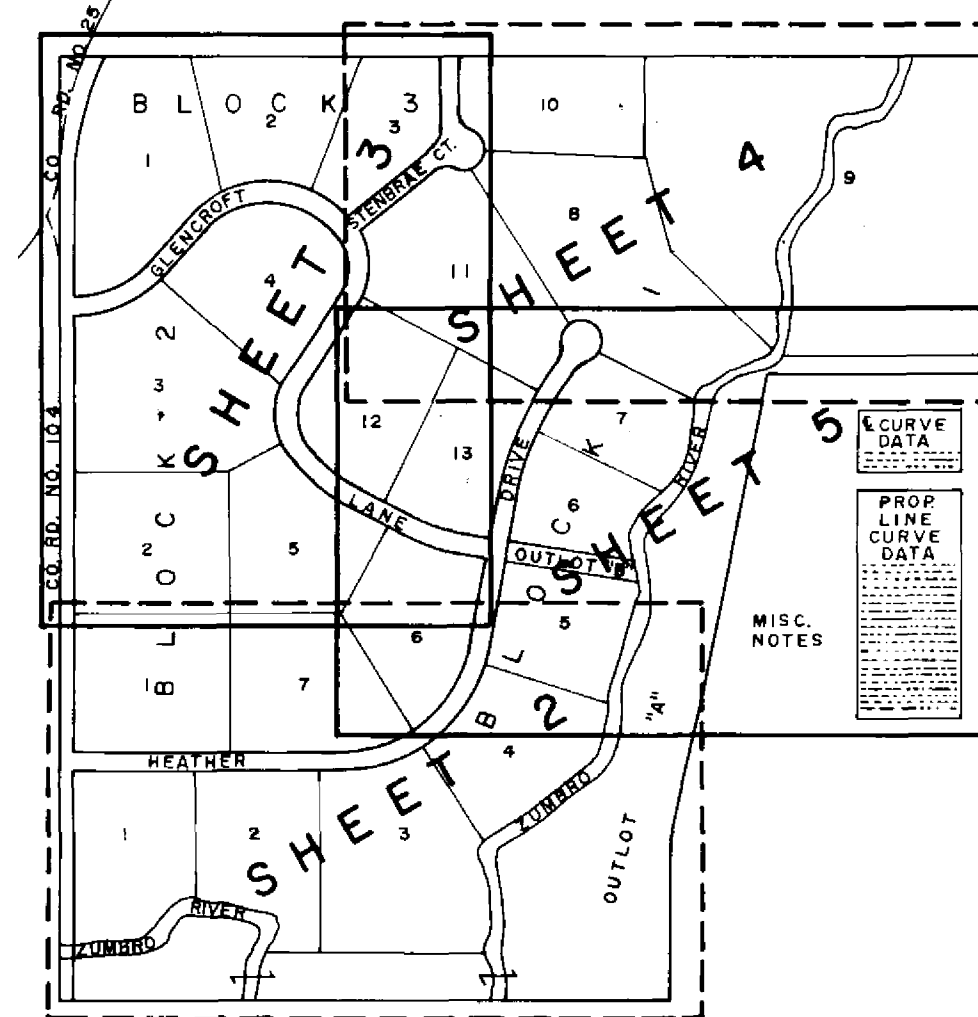 CO. RD. NO. 25
BLOCK 3
1
2
3
STENBRAE CT.
10
SHEET 4
9
8
11
GLENCROFT
4
SHEET 3
BLOCK 2
3
4
2
5
1
7
6
12
13
LANE
DRIVE
CO. RD. NO. 104
BLOCK 1
7
6
OUTLOT "B"
5
4
RIVER
SHEET 5
℄ CURVE
DATA
PROP.
LINE
CURVE
DATA
MISC.
NOTES
HEATHER
SHEET 2
1
2
3
ZUMBRO
OUTLOT "A"
RIVER
ZUMBRO